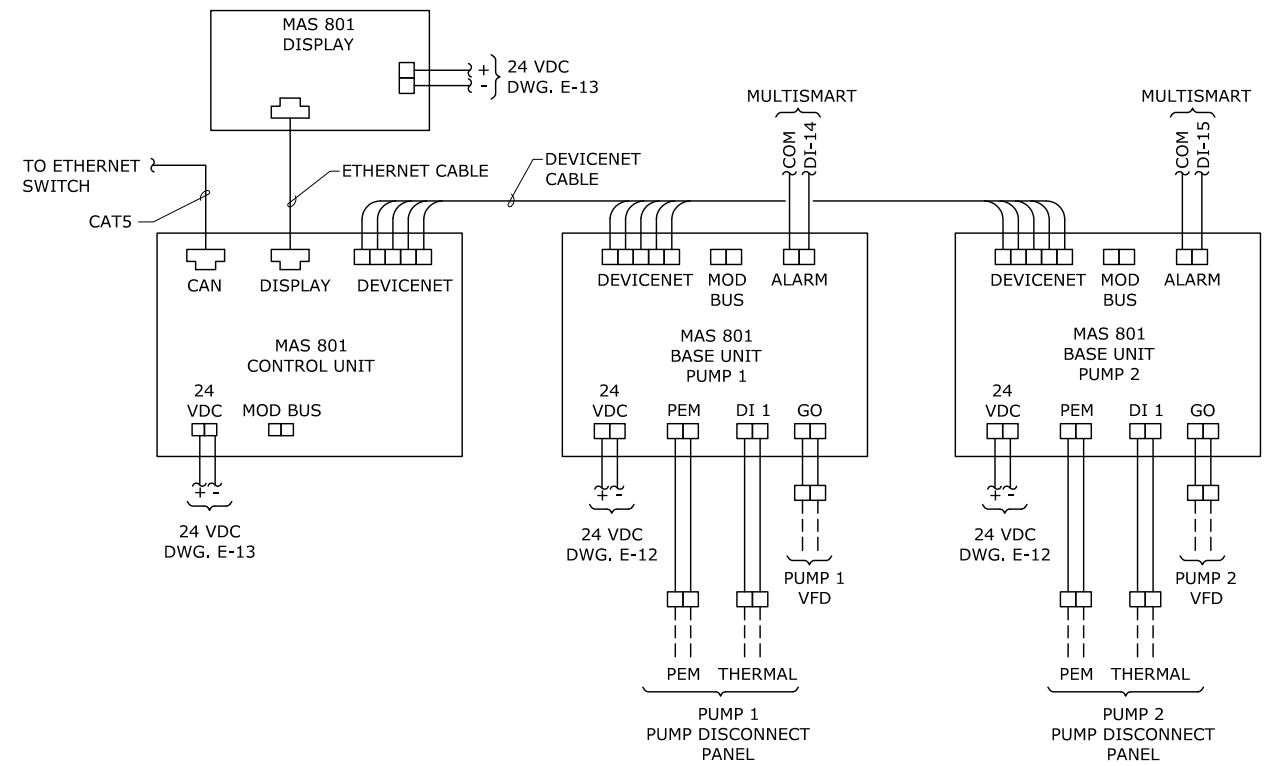 MAS 801
DISPLAY
+
-
24 VDC
DWG. E-13
TO ETHERNET
SWITCH
CAT5
ETHERNET CABLE
DEVICENET
CABLE
MULTISMART
COM
DI-14
MULTISMART
COM
DI-15
CAN
DISPLAY
DEVICENET
MAS 801
CONTROL UNIT
24
VDC
MOD BUS
+ -
24 VDC
DWG. E-13
DEVICENET
MOD
BUS
ALARM
MAS 801
BASE UNIT
PUMP 1
24
VDC
PEM
DI 1
GO
+ -
24 VDC
DWG. E-12
PUMP 1
VFD
PEM
THERMAL
PUMP 1
PUMP DISCONNECT
PANEL
DEVICENET
MOD
BUS
ALARM
MAS 801
BASE UNIT
PUMP 2
24
VDC
PEM
DI 1
GO
+ -
24 VDC
DWG. E-12
PUMP 2
VFD
PEM
THERMAL
PUMP 2
PUMP DISCONNECT
PANEL